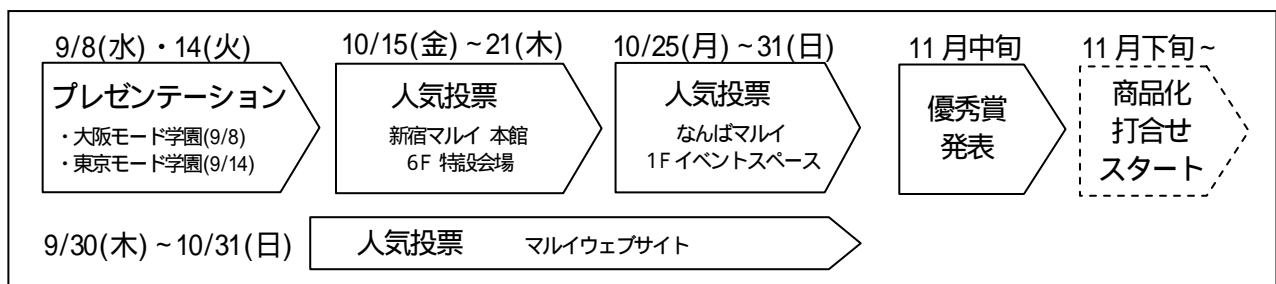 9/8(水)・14(火)
プレゼンテーション
・大阪モード学園(9/8)
・東京モード学園(9/14)
10/15(金)~21(木)
人気投票
新宿マルイ 本館
6F 特設会場
10/25(月)~31(日)
人気投票
なんばマルイ
1F イベントスペース
11月中旬
優秀賞
発表
11月下旬~
商品化
打合せ
スタート
9/30(木)~10/31(日)
人気投票 マルイウェブサイト